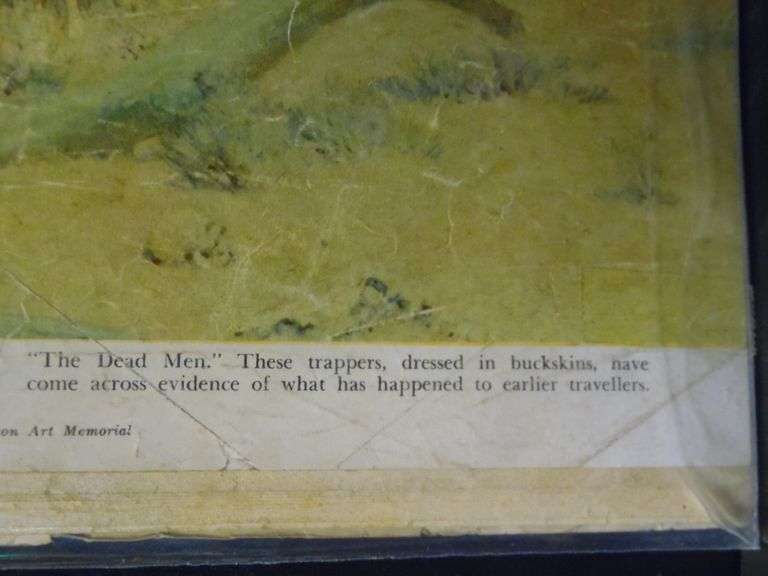 "The Dead Men." These trappers, dressed in buckskins, have
come across evidence of what has happened to earlier travellers.
on Art Memorial